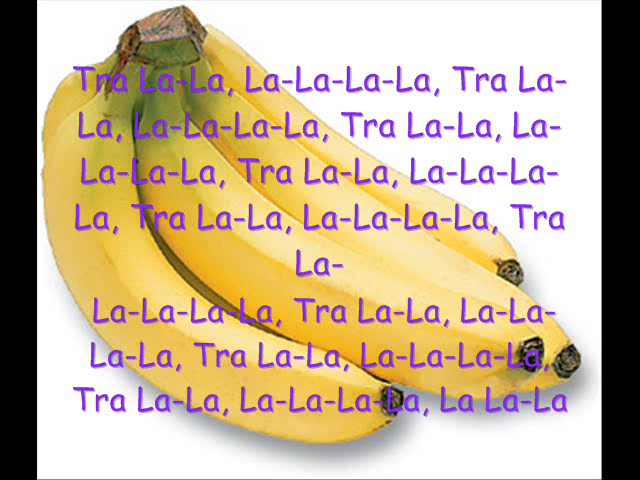 Tra La-La, La-La-La-La, Tra La-
La, La-La-La-La, Tra La-La, La-
La-La-La, Tra La-La, La-La-La-
La, Tra La-La, La-La-La-La, Tra
La-
La-La-La-La, Tra La-La, La-La-
La-La, Tra La-La, La-La-La-La,
Tra La-La, La-La-La-La, La La-La